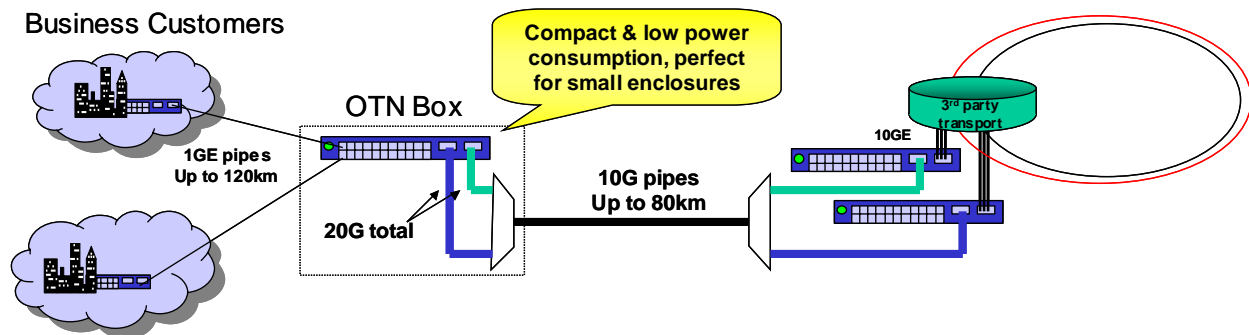 Business Customers
Compact & low power
consumption, perfect
for small enclosures
OTN Box
1GE pipes
Up to 120km
20G total
10G pipes
Up to 80km
10GE
3rd party
transport